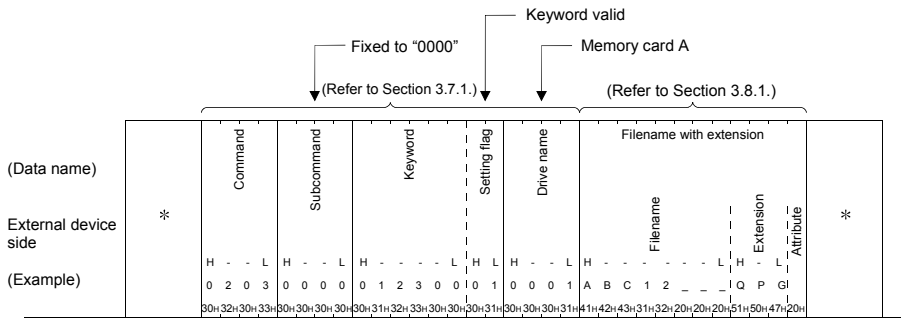 Keyword valid
Fixed to “0000”
Memory card A
(Refer to Section 3.7.1.)
(Refer to Section 3.8.1.)
(Data name)
External device
side
(Example)
*
Command
Subcommand
Keyword
Setting flag
Drive name
Filename with extension
Filename
Extension
Attribute
*
H - - L H - - L H - - - - L H L H - - L H - - - - - - L H - L
0 2 0 3 0 0 0 0 0 1 2 3 0 0 0 1 0 0 0 1 A B C 1 2 _ _ _ Q P G
30H 32H 30H 33H 30H 30H 30H 30H 30H 31H 32H 33H 30H 30H 30H 31H 30H 30H 30H 31H 41H 42H 43H 31H 32H 20H 20H 20H 51H 50H 47H 20H